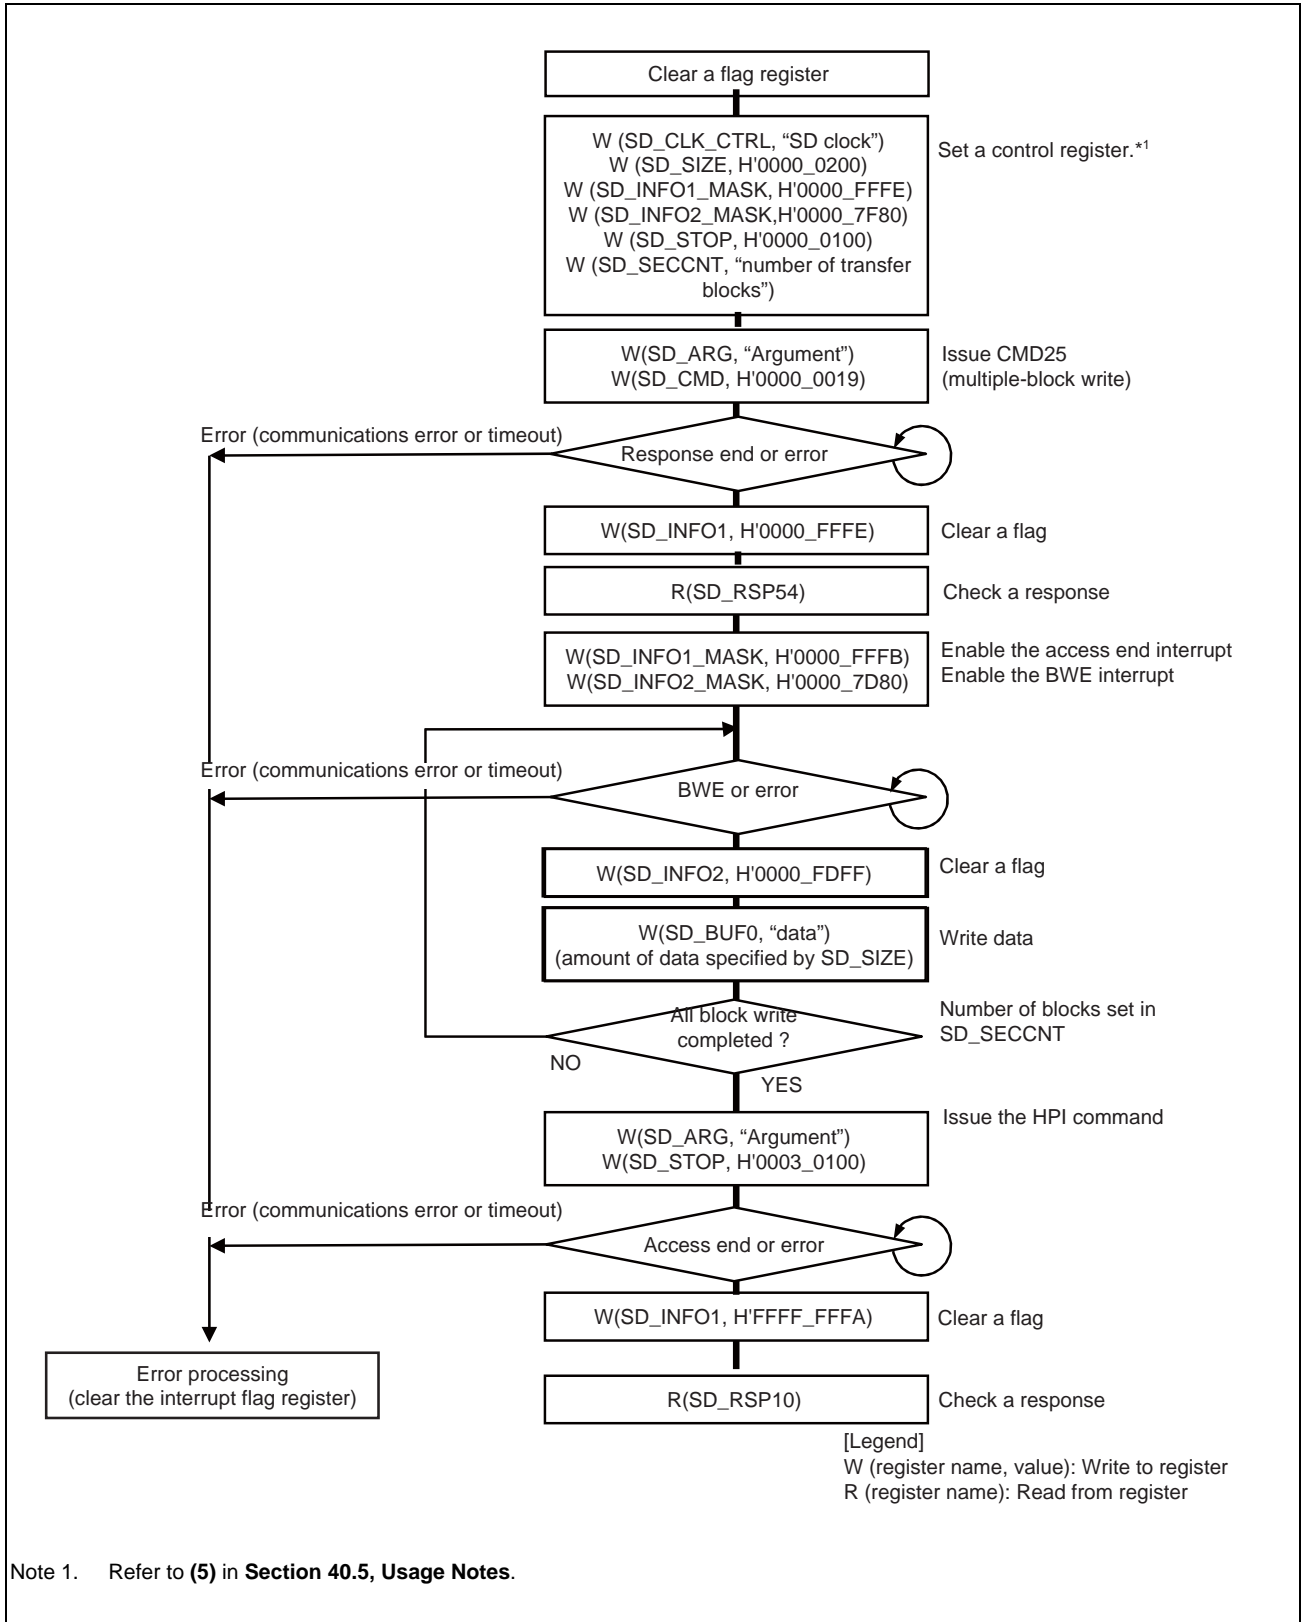 Clear a flag register
W (SD_CLK_CTRL, “SD clock”)
W (SD_SIZE, H'0000_0200)
W (SD_INFO1_MASK, H'0000_FFFE)
W (SD_INFO2_MASK,H'0000_7F80)
W (SD_STOP, H'0000_0100)
W (SD_SECCNT, “number of transfer
blocks”)
Set a control register.*1
W(SD_ARG, “Argument”)
W(SD_CMD, H'0000_0019)
Issue CMD25
(multiple-block write)
Error (communications error or timeout)
Response end or error
W(SD_INFO1, H'0000_FFFE)
Clear a flag
R(SD_RSP54)
Check a response
W(SD_INFO1_MASK, H'0000_FFFB)
W(SD_INFO2_MASK, H'0000_7D80)
Enable the access end interrupt
Enable the BWE interrupt
Error (communications error or timeout)
BWE or error
W(SD_INFO2, H'0000_FDFF)
Clear a flag
W(SD_BUF0, “data”)
(amount of data specified by SD_SIZE)
Write data
All block write
completed ?
Number of blocks set in
SD_SECCNT
NO
YES
Issue the HPI command
W(SD_ARG, “Argument”)
W(SD_STOP, H'0003_0100)
Error (communications error or timeout)
Access end or error
W(SD_INFO1, H'FFFF_FFFA)
Clear a flag
Error processing
(clear the interrupt flag register)
R(SD_RSP10)
Check a response
[Legend]
W (register name, value): Write to register
R (register name): Read from register
Note 1. Refer to (5) in Section 40.5, Usage Notes.